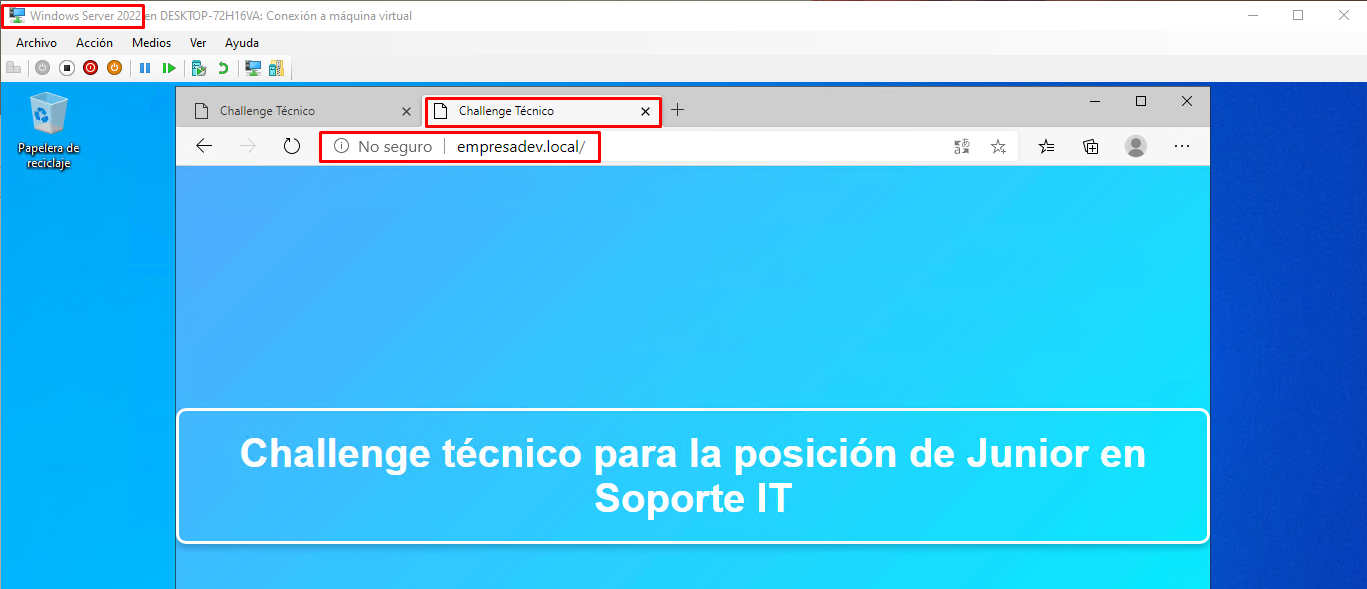 Windows Server 2022 en DESKTOP-72H16VA: Conexión a máquina virtual
Archivo Acción Medios Ver Ayuda
Papelera de
reciclaje
Challenge Técnico
Challenge Técnico
No seguro
empresadev.local/
Challenge técnico para la posición de Junior en
Soporte IT